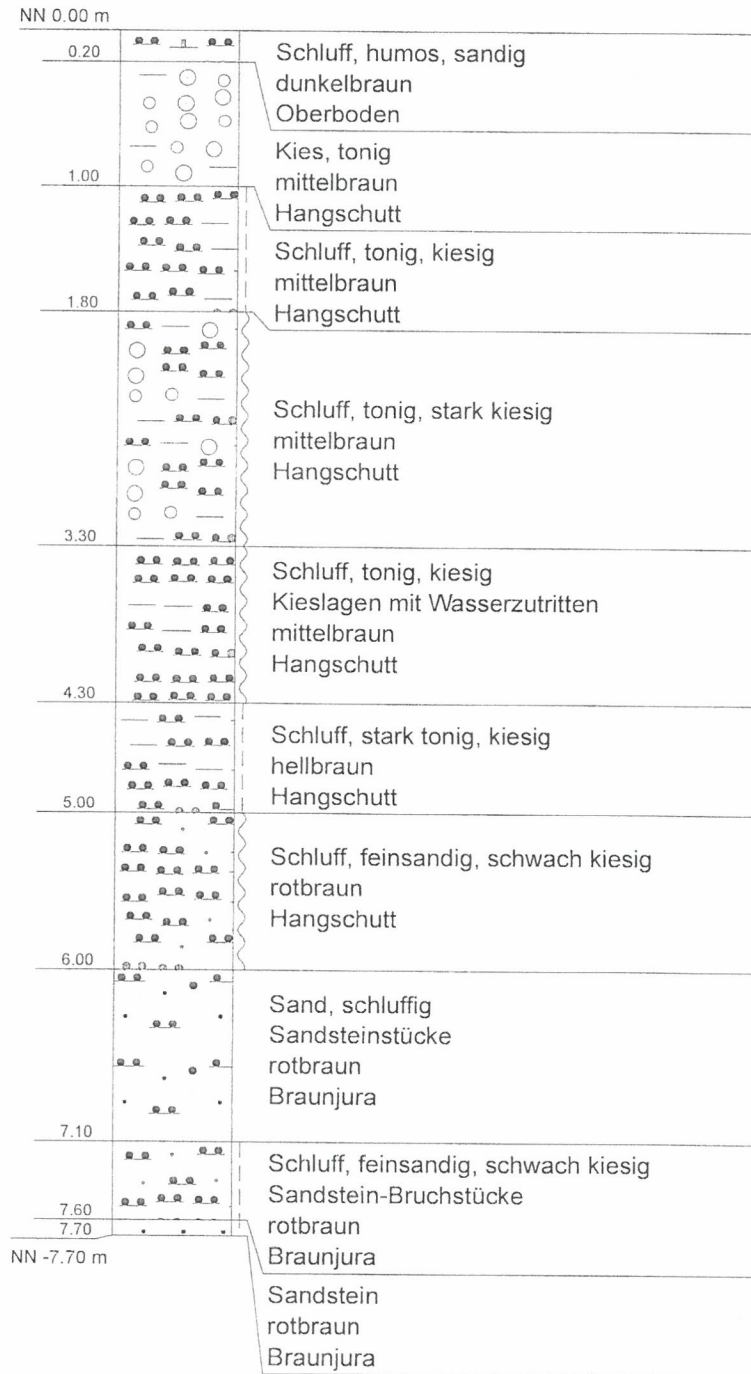 NN 0.00 m
0.20
Schluff, humos, sandig
dunkelbraun
Oberboden
1.00
Kies, tonig
mittelbraun
Hangschutt
1.80
Schluff, tonig, kiesig
mittelbraun
Hangschutt
Schluff, tonig, stark kiesig
mittelbraun
Hangschutt
3.30
Schluff, tonig, kiesig
Kieslagen mit Wasserzutritten
mittelbraun
Hangschutt
4.30
Schluff, stark tonig, kiesig
hellbraun
Hangschutt
5.00
Schluff, feinsandig, schwach kiesig
rotbraun
Hangschutt
6.00
Sand, schluffig
Sandsteinstücke
rotbraun
Braunjura
7.10
Schluff, feinsandig, schwach kiesig
Sandstein-Bruchstücke
rotbraun
Braunjura
7.60
7.70
NN -7.70 m
Sandstein
rotbraun
Braunjura